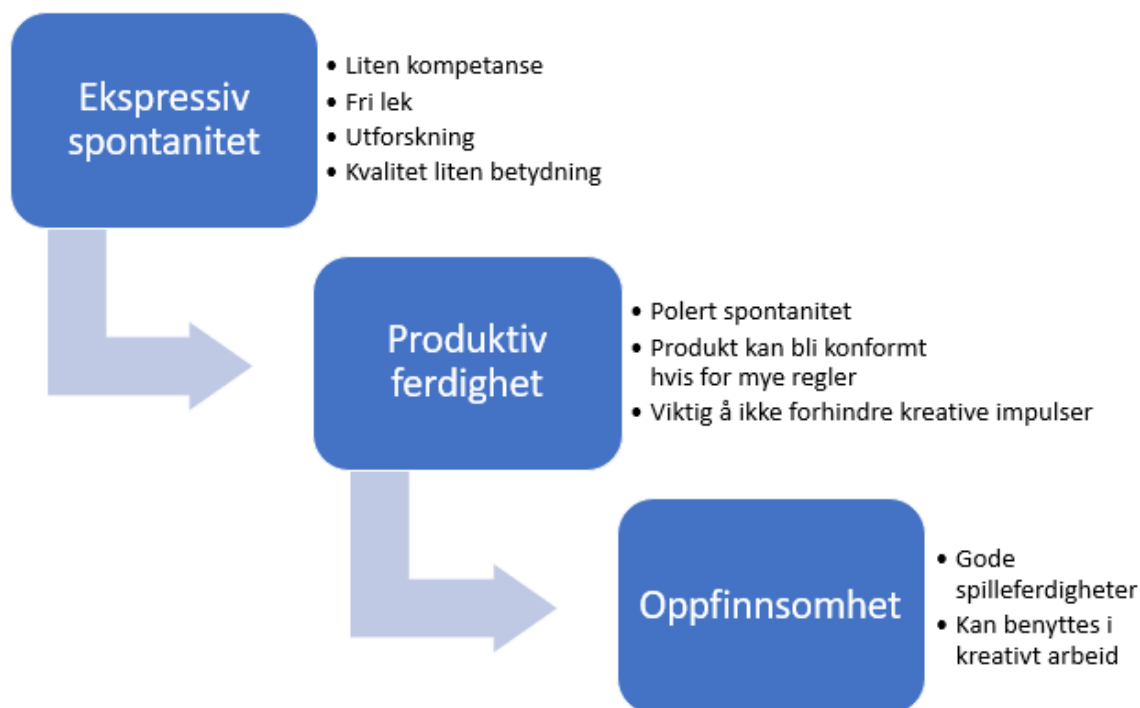 Ekspressiv
spontanitet
• Liten kompetanse
• Fri lek
• Utforskning
• Kvalitet liten betydning
Produktiv
ferdighet
• Polert spontanitet
• Produkt kan bli konformt
hvis for mye regler
• Viktig å ikke forhindre kreative impulser
Oppfinnsomhet
• Gode
spilleferdigheter
• Kan benyttes i
kreativt arbeid